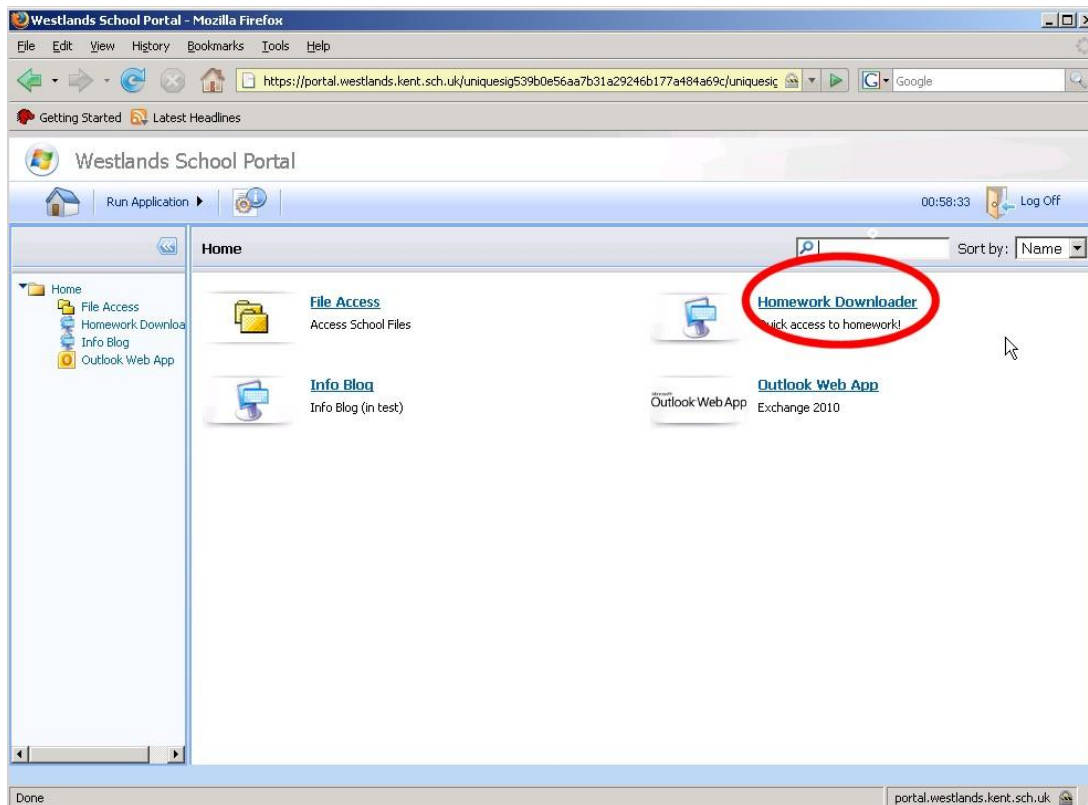 Westlands School Portal - Mozilla Firefox
File Edit View History Bookmarks Tools Help
https://portal.westlands.kent.sch.uk/uniquesig539b0e56aa7b31a29246b177a484a69c/uniquesig
Google
Getting Started Latest Headlines
Westlands School Portal
Run Application
00:58:33 Log Off
Home
Sort by: Name
Home
File Access
Homework Downloa
Info Blog
Outlook Web App
File Access
Access School Files
Homework Downloader
Quick access to homework!
Info Blog
Info Blog (in test)
Microsoft
Outlook Web App
Outlook Web App
Exchange 2010
Done
portal.westlands.kent.sch.uk